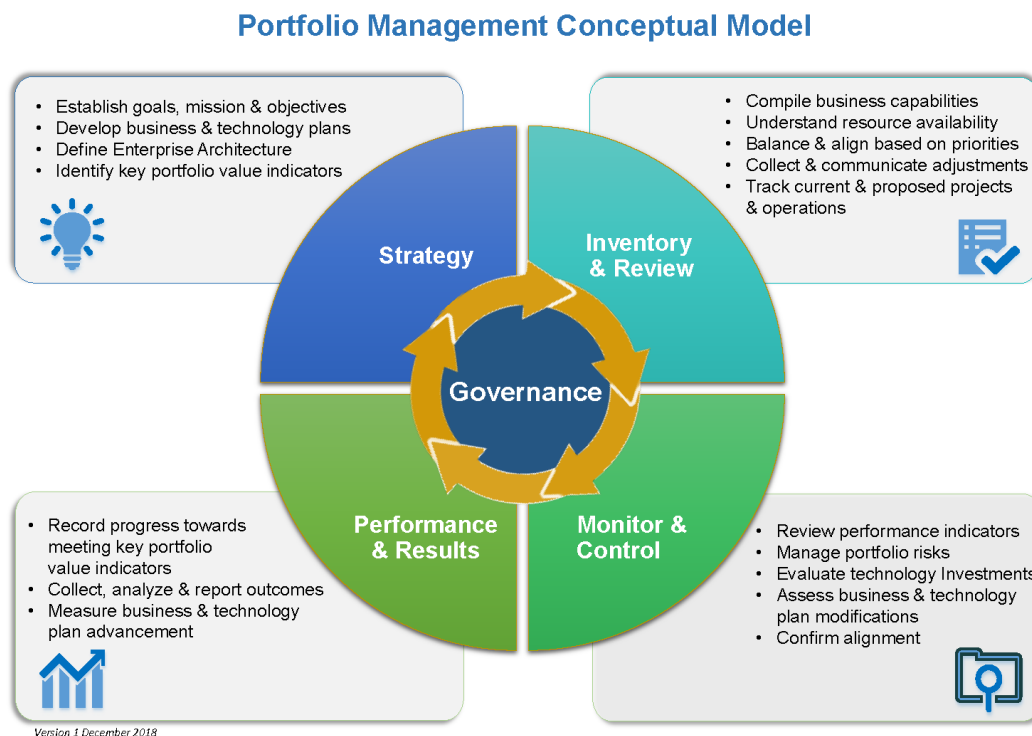 Portfolio Management Conceptual Model
• Establish goals, mission & objectives
• Develop business & technology plans
• Define Enterprise Architecture
• Identify key portfolio value indicators
• Compile business capabilities
• Understand resource availability
• Balance & align based on priorities
• Collect & communicate adjustments
• Track current & proposed projects
& operations
Strategy
Inventory
& Review
Governance
Performance
& Results
Monitor &
Control
• Record progress towards
meeting key portfolio
value indicators
• Collect, analyze & report outcomes
• Measure business & technology
plan advancement
• Review performance indicators
• Manage portfolio risks
• Evaluate technology Investments
• Assess business & technology
plan modifications
• Confirm alignment
Version 1 December 2018